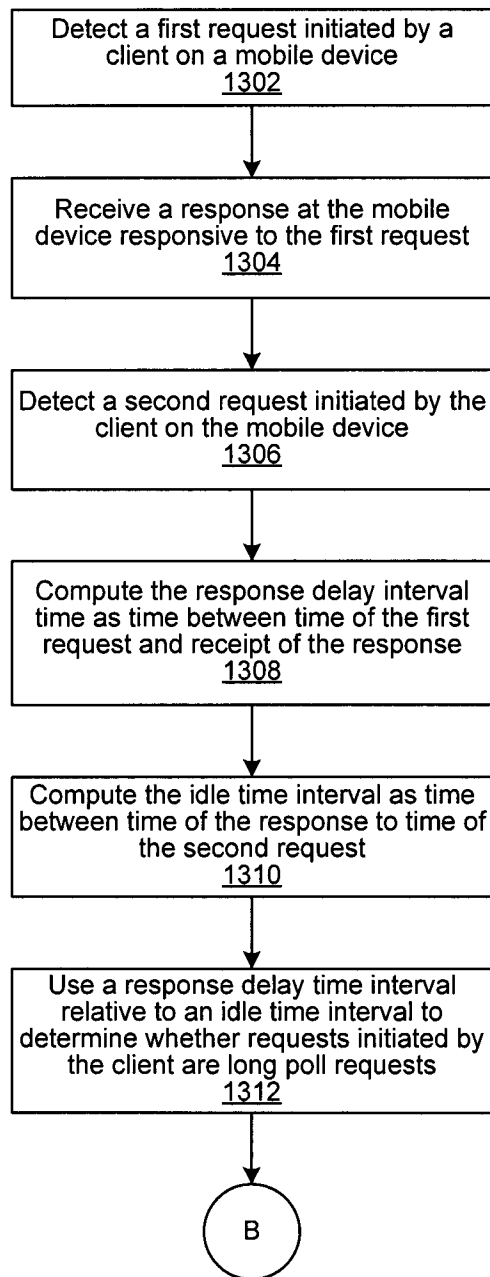 Detect a first request initiated by a
client on a mobile device
1302
Receive a response at the mobile
device responsive to the first request
1304
Detect a second request initiated by the
client on the mobile device
1306
Compute the response delay interval
time as time between time of the first
request and receipt of the response
1308
Compute the idle time interval as time
between time of the response to time of
the second request
1310
Use a response delay time interval
relative to an idle time interval to
determine whether requests initiated by
the client are long poll requests
1312
B